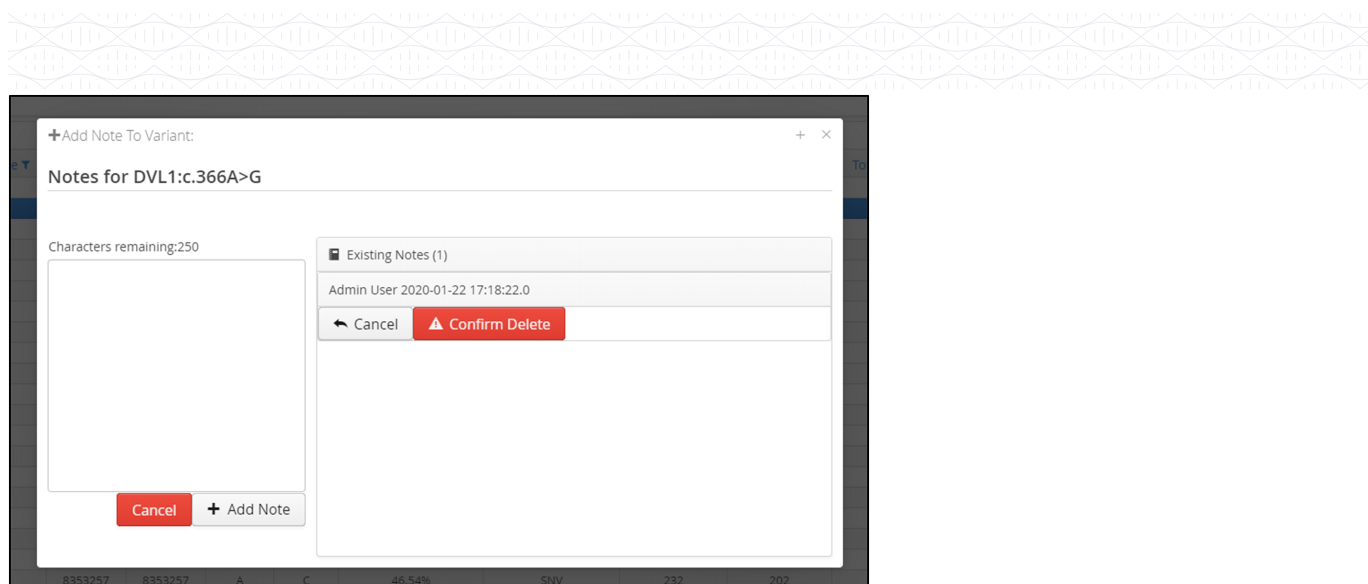 Add Note To Variant:
e
To
Notes for DVL1:c.366A>G
Characters remaining:250
Existing Notes (1)
Admin User 2020-01-22 17:18:22.0
Cancel
Confirm Delete
Cancel
Add Note
8353257 8353257 A C 46.54% SNV 232 202